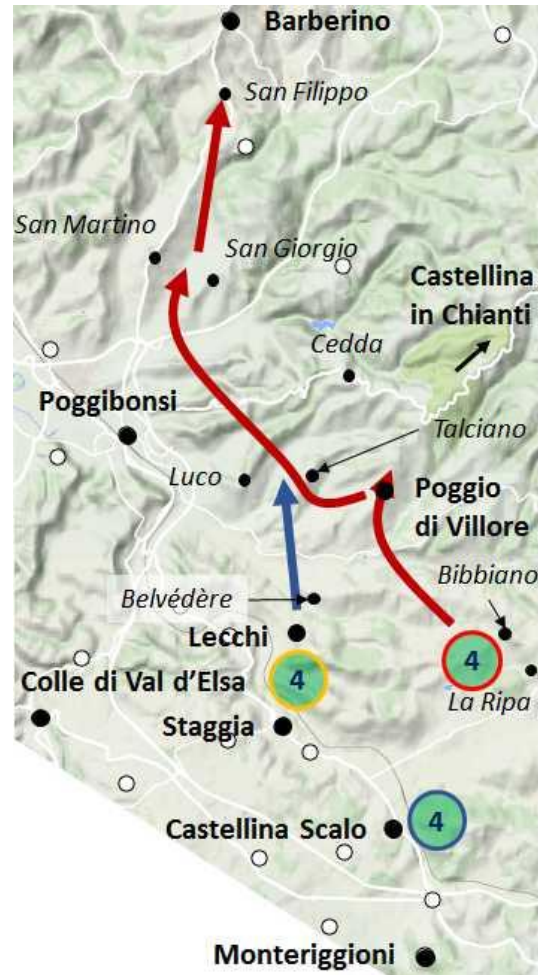 Barberino
San Filippo
San Martino
San Giorgio
Castellina
in Chianti
Cedda
Poggibonsi
Talciano
Luco
Poggio
di Villore
Belvédère
Bibbiano
Lecchi
4
4
Colle di Val d'Elsa
La Ripa
Staggia
4
Castellina Scalo
Monteriggioni